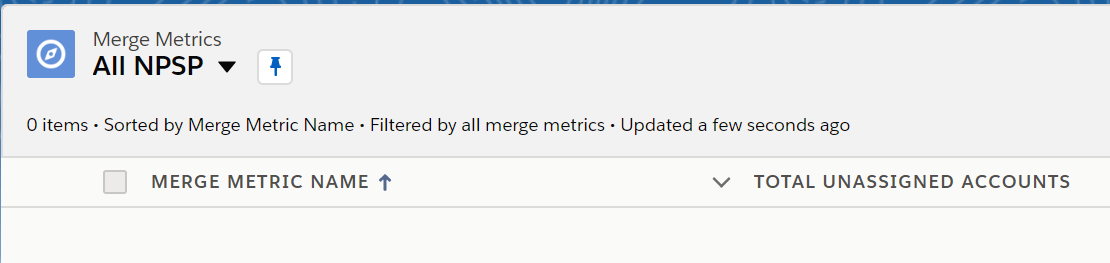 Merge Metrics
All NPSP
0 items • Sorted by Merge Metric Name • Filtered by all merge metrics • Updated a few seconds ago
MERGE METRIC NAME TOTAL UNASSIGNED ACCOUNTS